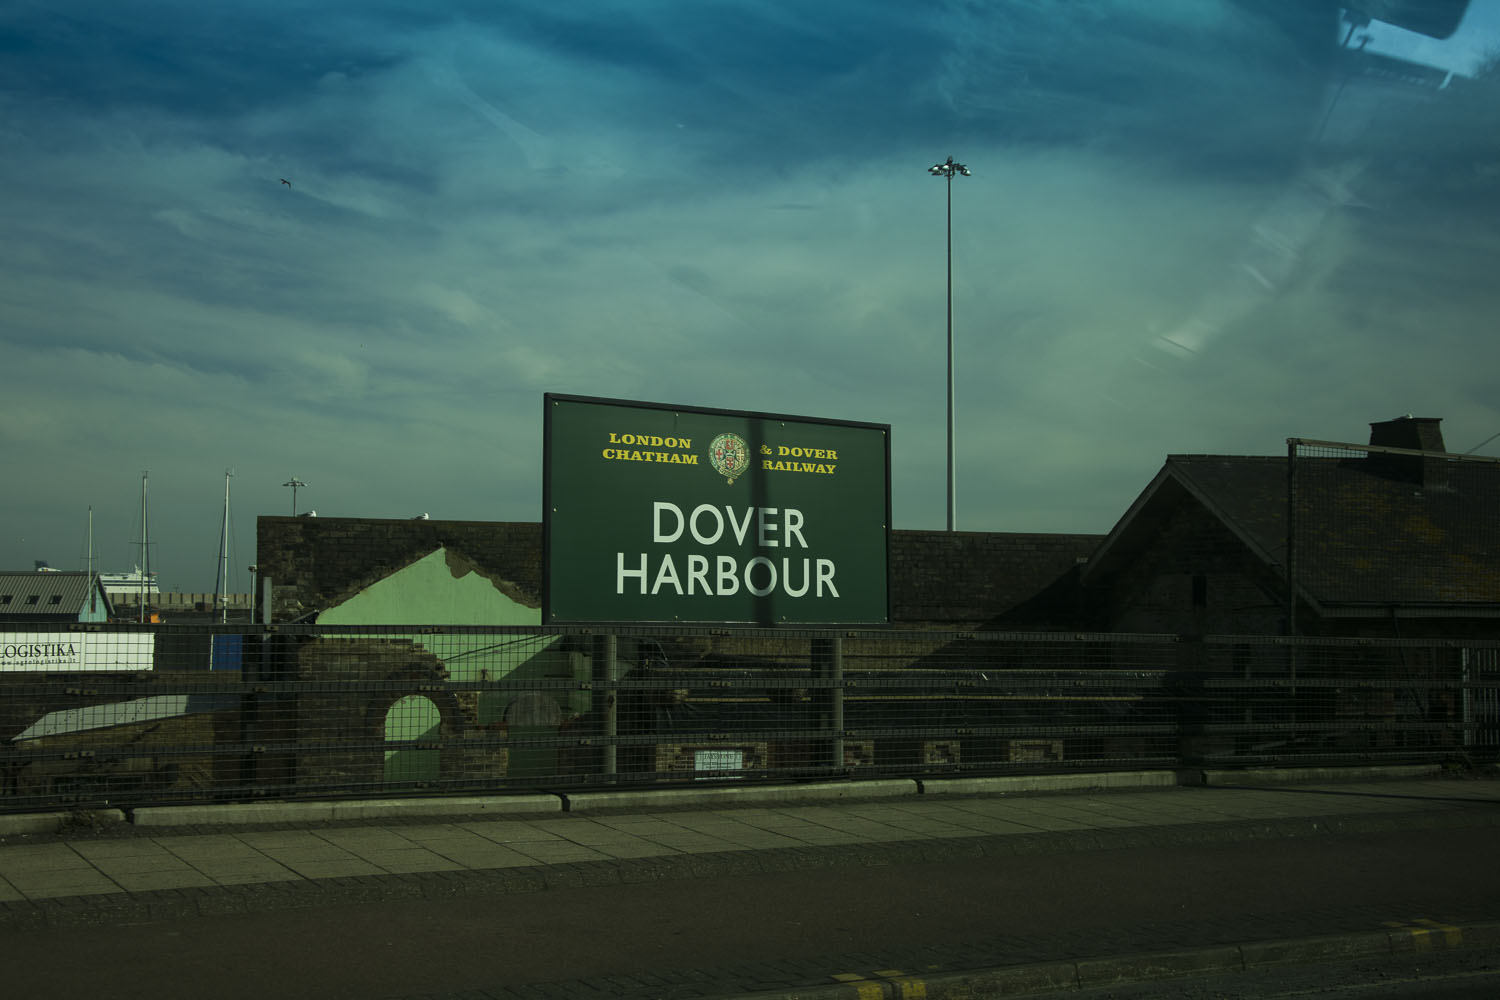 LONDON & DOVER
CHATHAM RAILWAY
DOVER
HARBOUR
LOGISTIKA